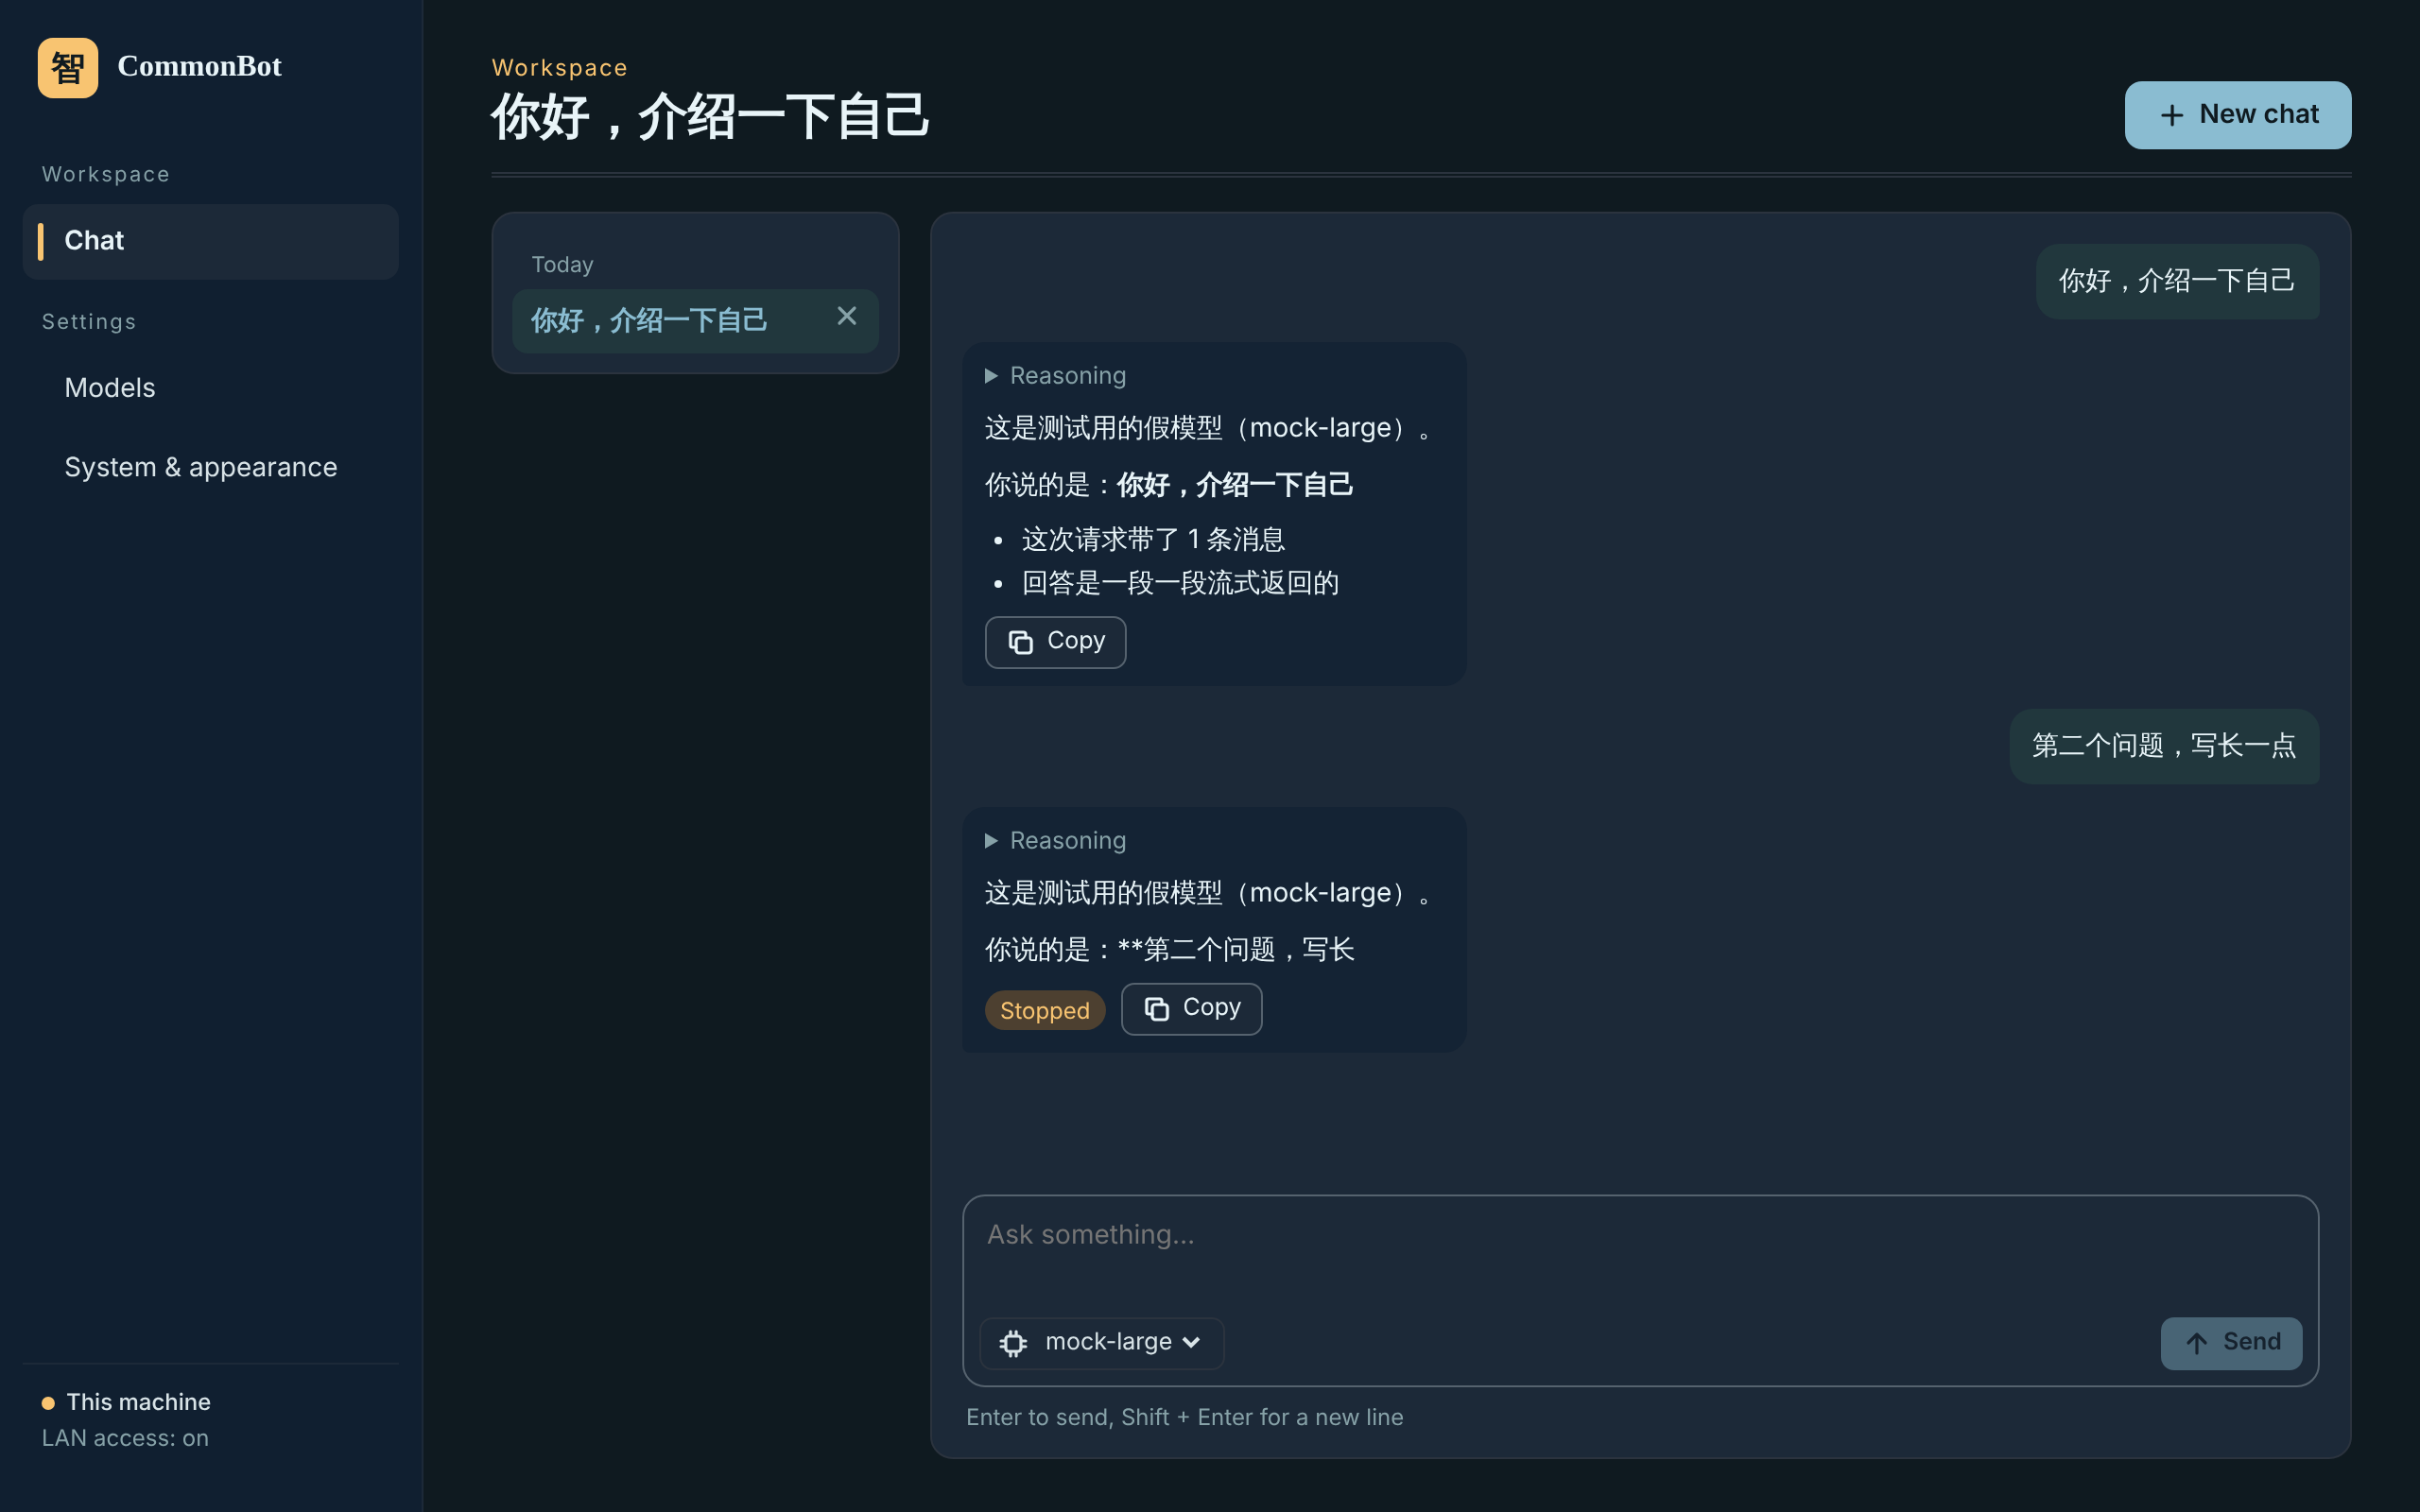 智 CommonBot
Workspace
Chat
Settings
Models
System & appearance
This machine
LAN access: on
Workspace
你好，介绍一下自己
New chat
Today
你好，介绍一下自己
你好，介绍一下自己
Reasoning
这是测试用的假模型（mock-large）。
你说的是：你好，介绍一下自己
这次请求带了 1 条消息
回答是一段一段流式返回的
Copy
第二个问题，写长一点
Reasoning
这是测试用的假模型（mock-large）。
你说的是：**第二个问题，写长
Stopped Copy
Ask something...
mock-large Send
Enter to send, Shift + Enter for a new line